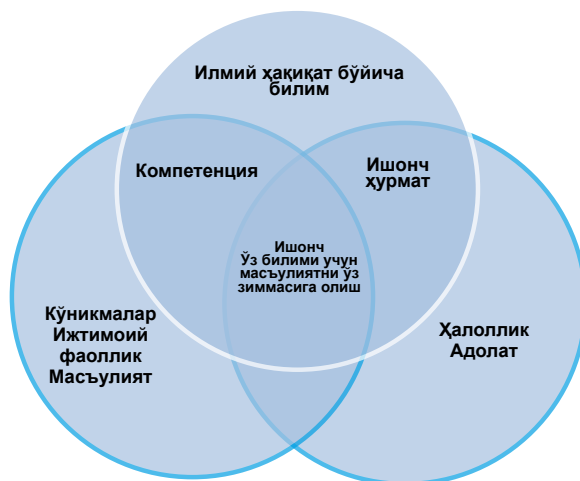 Илмий ҳақиқат бўйича
билим
Компетенция
Ишонч
ҳурмат
Ишонч
Ўз билими учун
масъулиятни ўз
зиммасига олиш
Кўникмалар
Ижтимоий
фаоллик
Масъулият
Ҳалоллик
Адолат